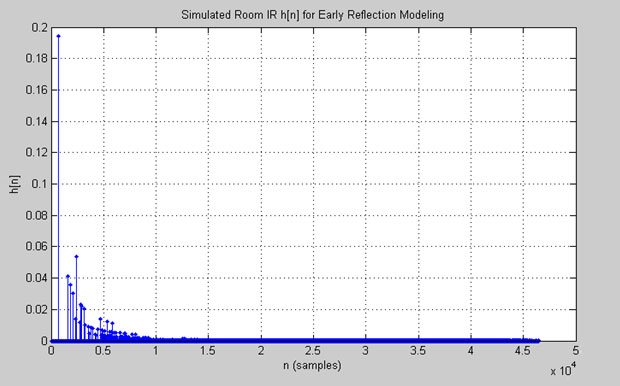 Simulated Room IR h[n] for Early Reflection Modeling
0.2
0.18
0.16
0.14
0.12
0.1
0.08
0.06
0.04
0.02
0
h[n]
0 0.5 1 1.5 2 2.5 3 3.5 4 4.5 5
n (samples)
x 10^4